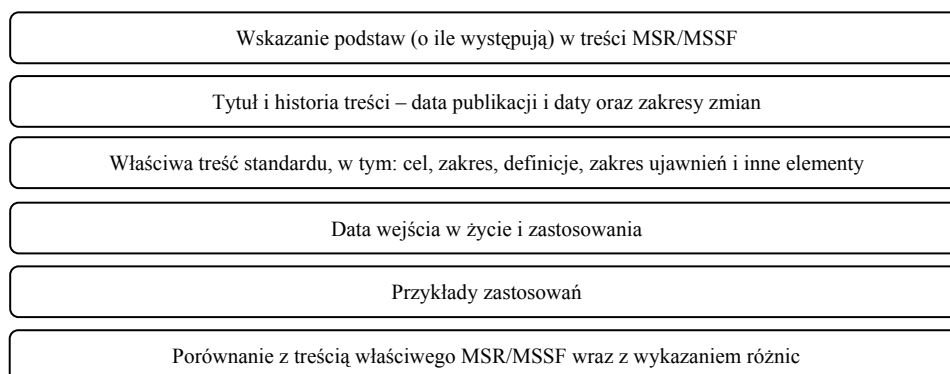 Wskazanie podstaw (o ile występują) w treści MSR/MSSF
Tytuł i historia treści – data publikacji i daty oraz zakresy zmian
Właściwa treść standardu, w tym: cel, zakres, definicje, zakres ujawnień i inne elementy
Data wejścia w życie i zastosowania
Przykłady zastosowań
Porównanie z treścią właściwego MSR/MSSF wraz z wykazaniem różnic